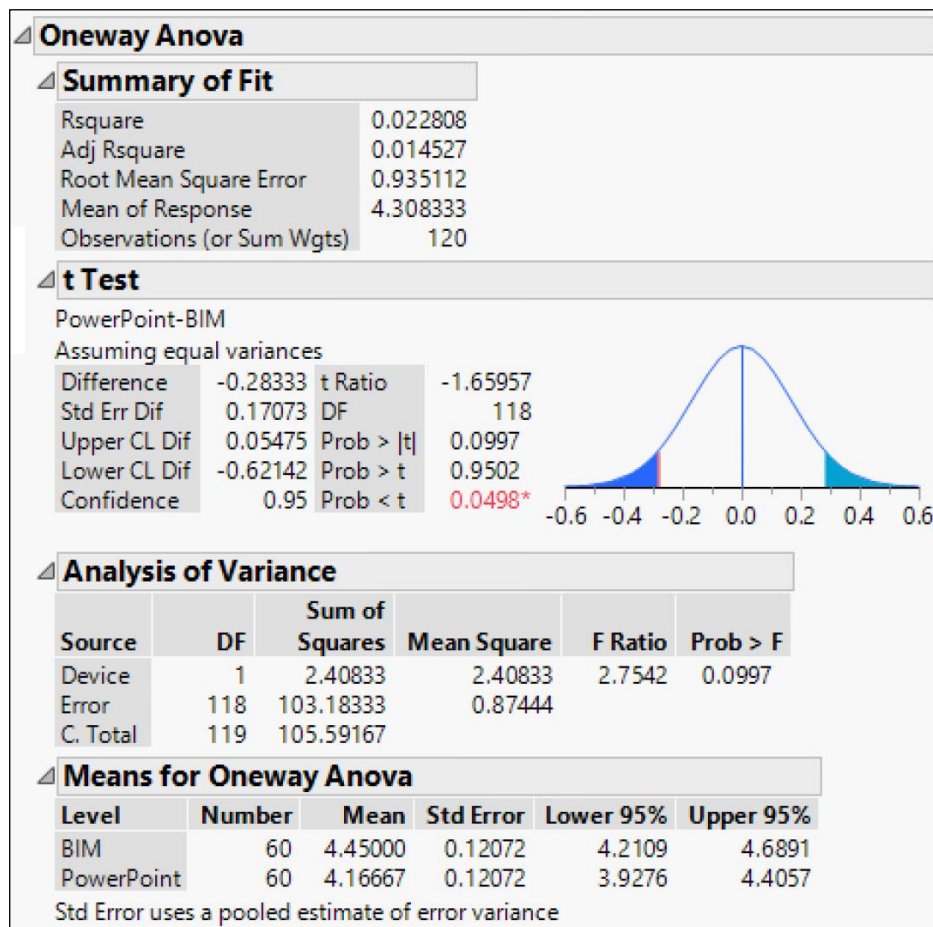 Oneway Anova
Summary of Fit
Rsquare 0.022808
Adj Rsquare 0.014527
Root Mean Square Error 0.935112
Mean of Response 4.308333
Observations (or Sum Wgts) 120
t Test
PowerPoint-BIM
Assuming equal variances
Difference -0.28333 t Ratio -1.65957
Std Err Dif 0.17073 DF 118
Upper CL Dif 0.05475 Prob > |t| 0.0997
Lower CL Dif -0.62142 Prob > t 0.9502
Confidence 0.95 Prob < t 0.0498*
-0.6 -0.4 -0.2 0.0 0.2 0.4 0.6
Analysis of Variance
Sum of
Source DF Squares Mean Square F Ratio Prob > F
Device 1 2.40833 2.40833 2.7542 0.0997
Error 118 103.18333 0.87444
C. Total 119 105.59167
Means for Oneway Anova
Level Number Mean Std Error Lower 95% Upper 95%
BIM 60 4.45000 0.12072 4.2109 4.6891
PowerPoint 60 4.16667 0.12072 3.9276 4.4057
Std Error uses a pooled estimate of error variance